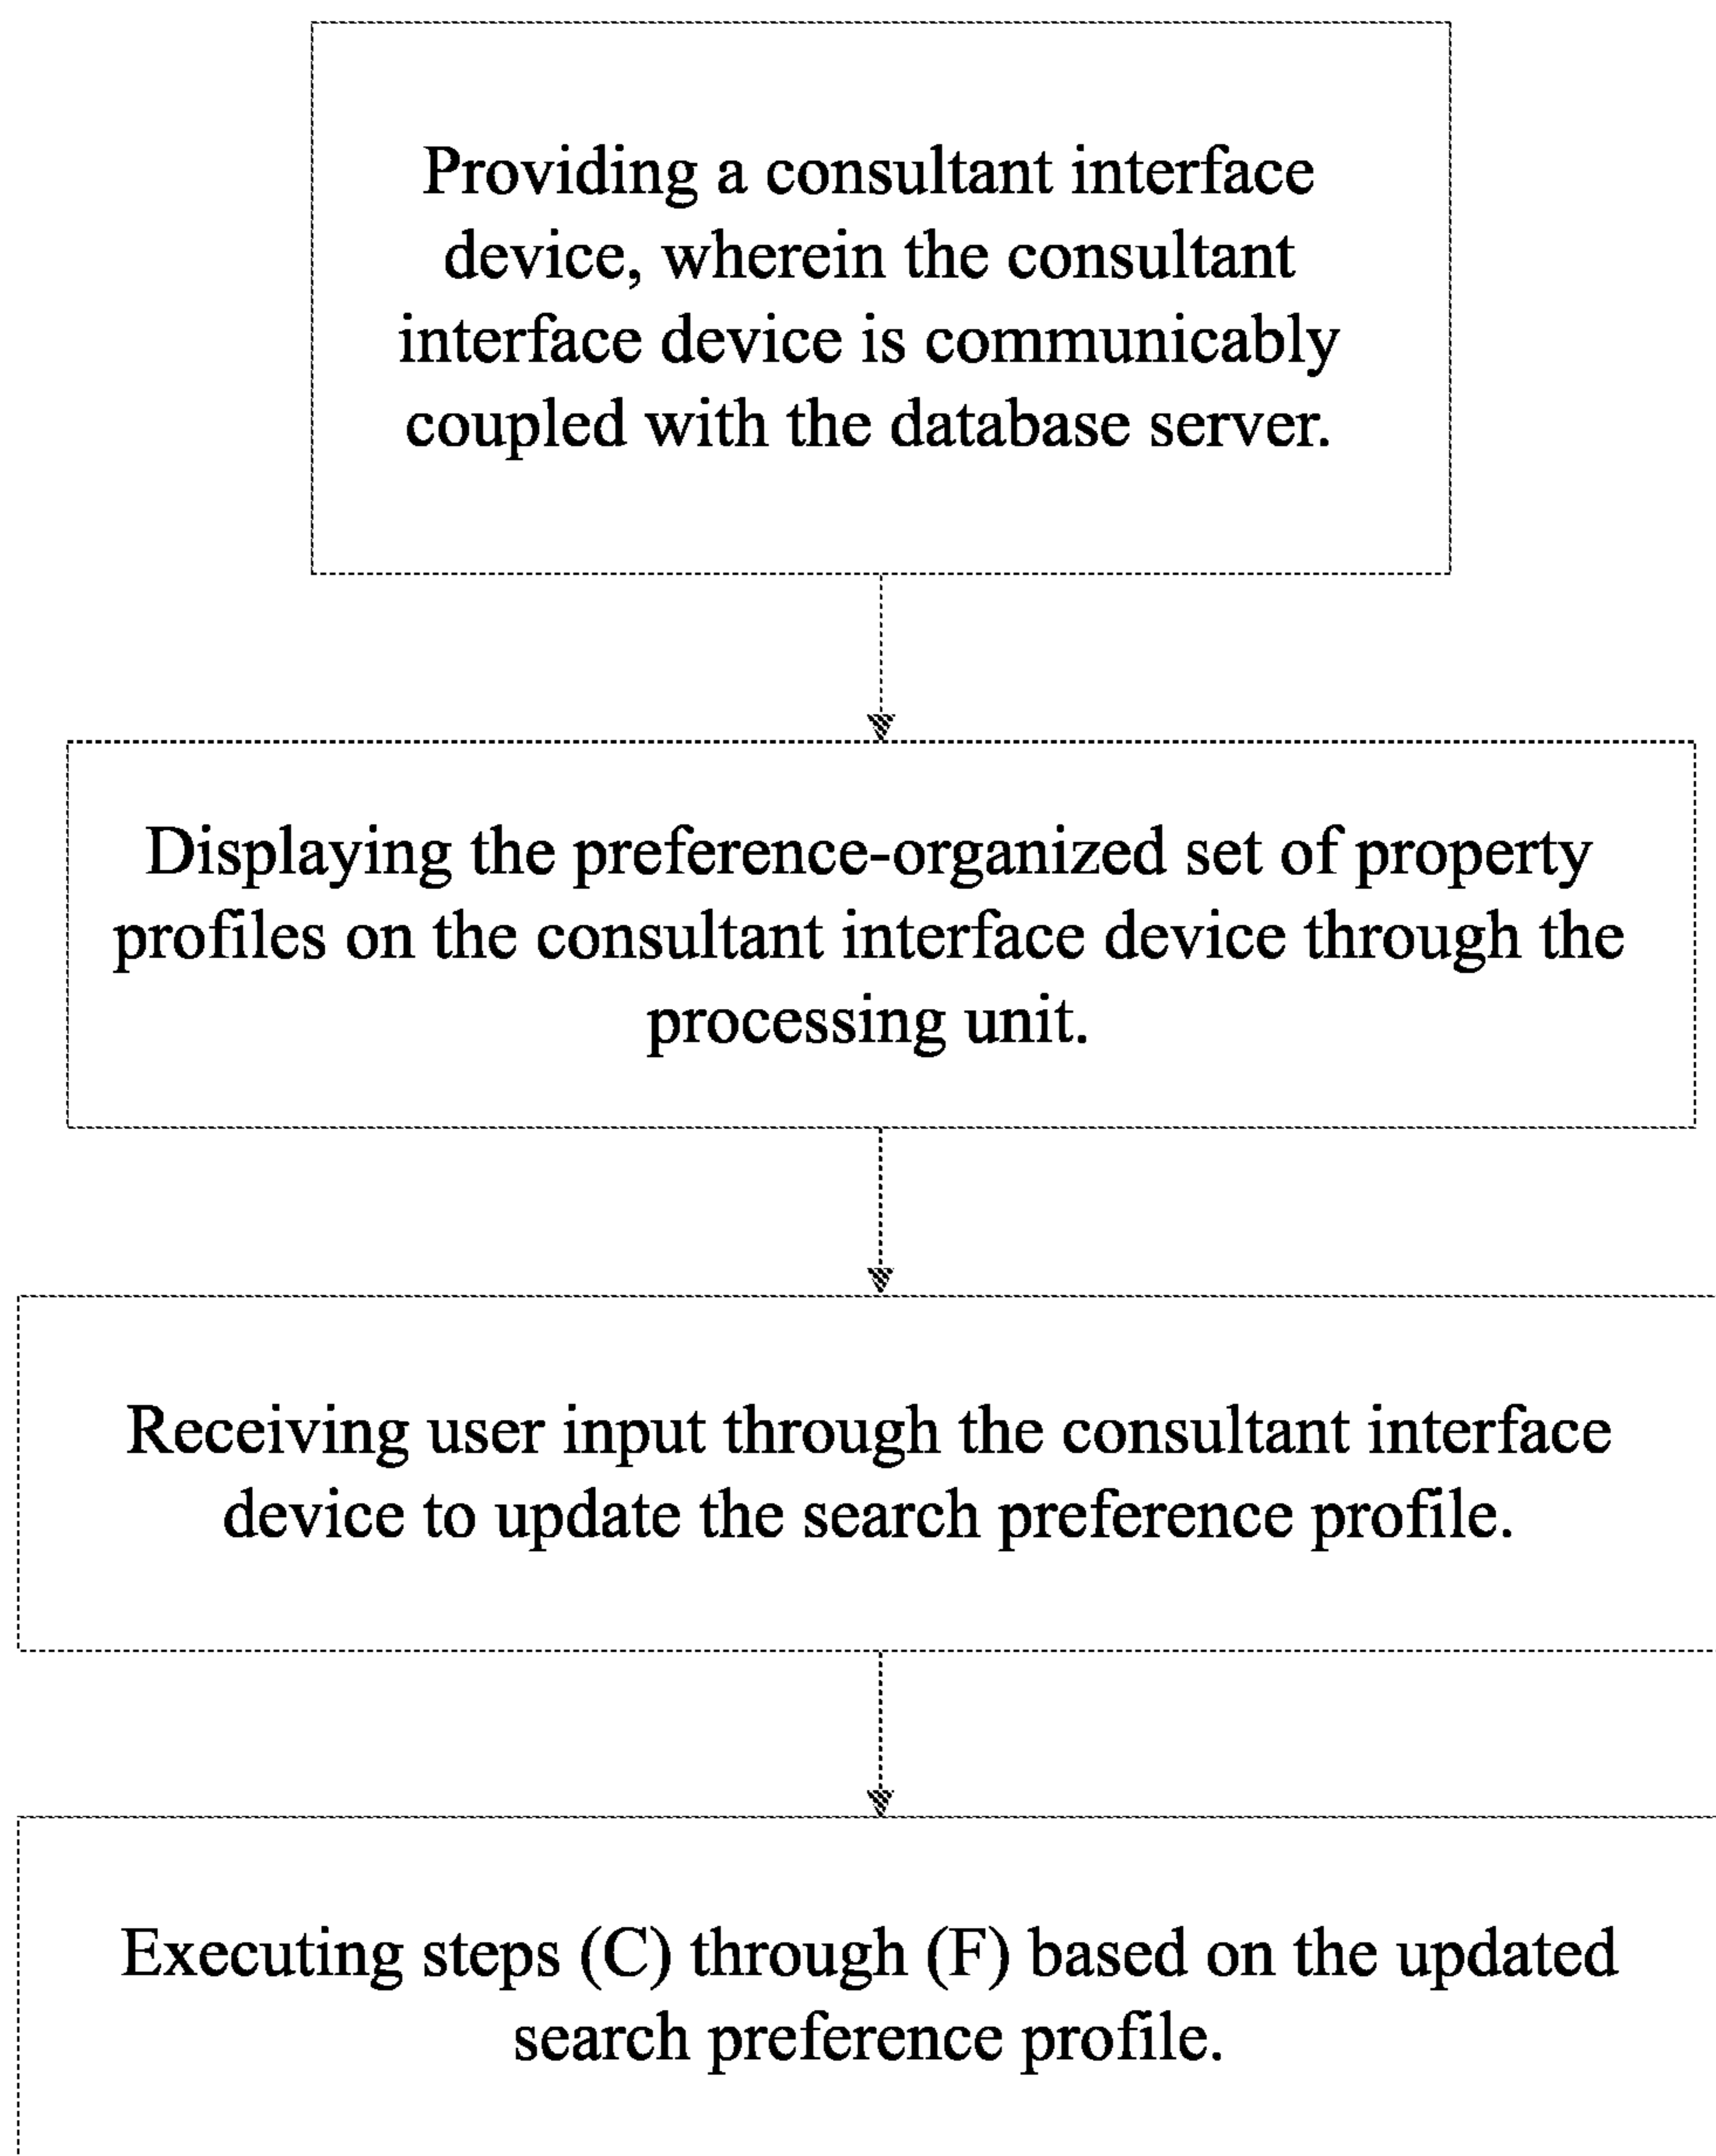 Providing a consultant interface
device, wherein the consultant
interface device is communicably
coupled with the database server.
Displaying the preference-organized set of property
profiles on the consultant interface device through the
processing unit.
Receiving user input through the consultant interface
device to update the search preference profile.
Executing steps (C) through (F) based on the updated
search preference profile.